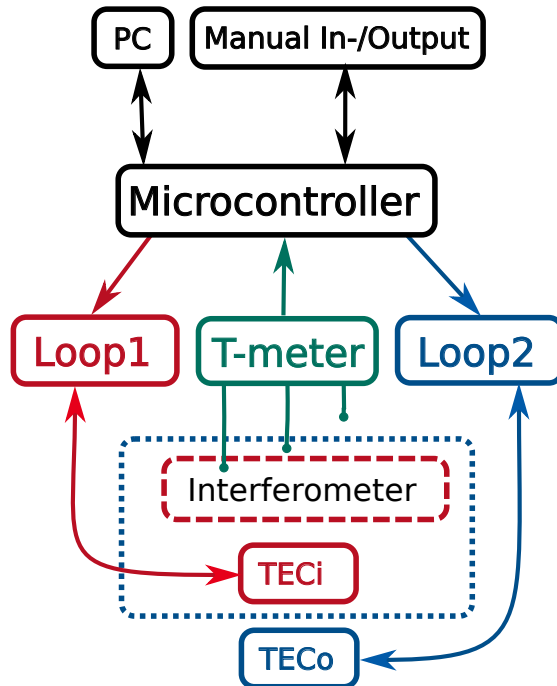 PC
Manual In-/Output
Microcontroller
Loop1
T-meter
Loop2
Interferometer
TECi
TECo